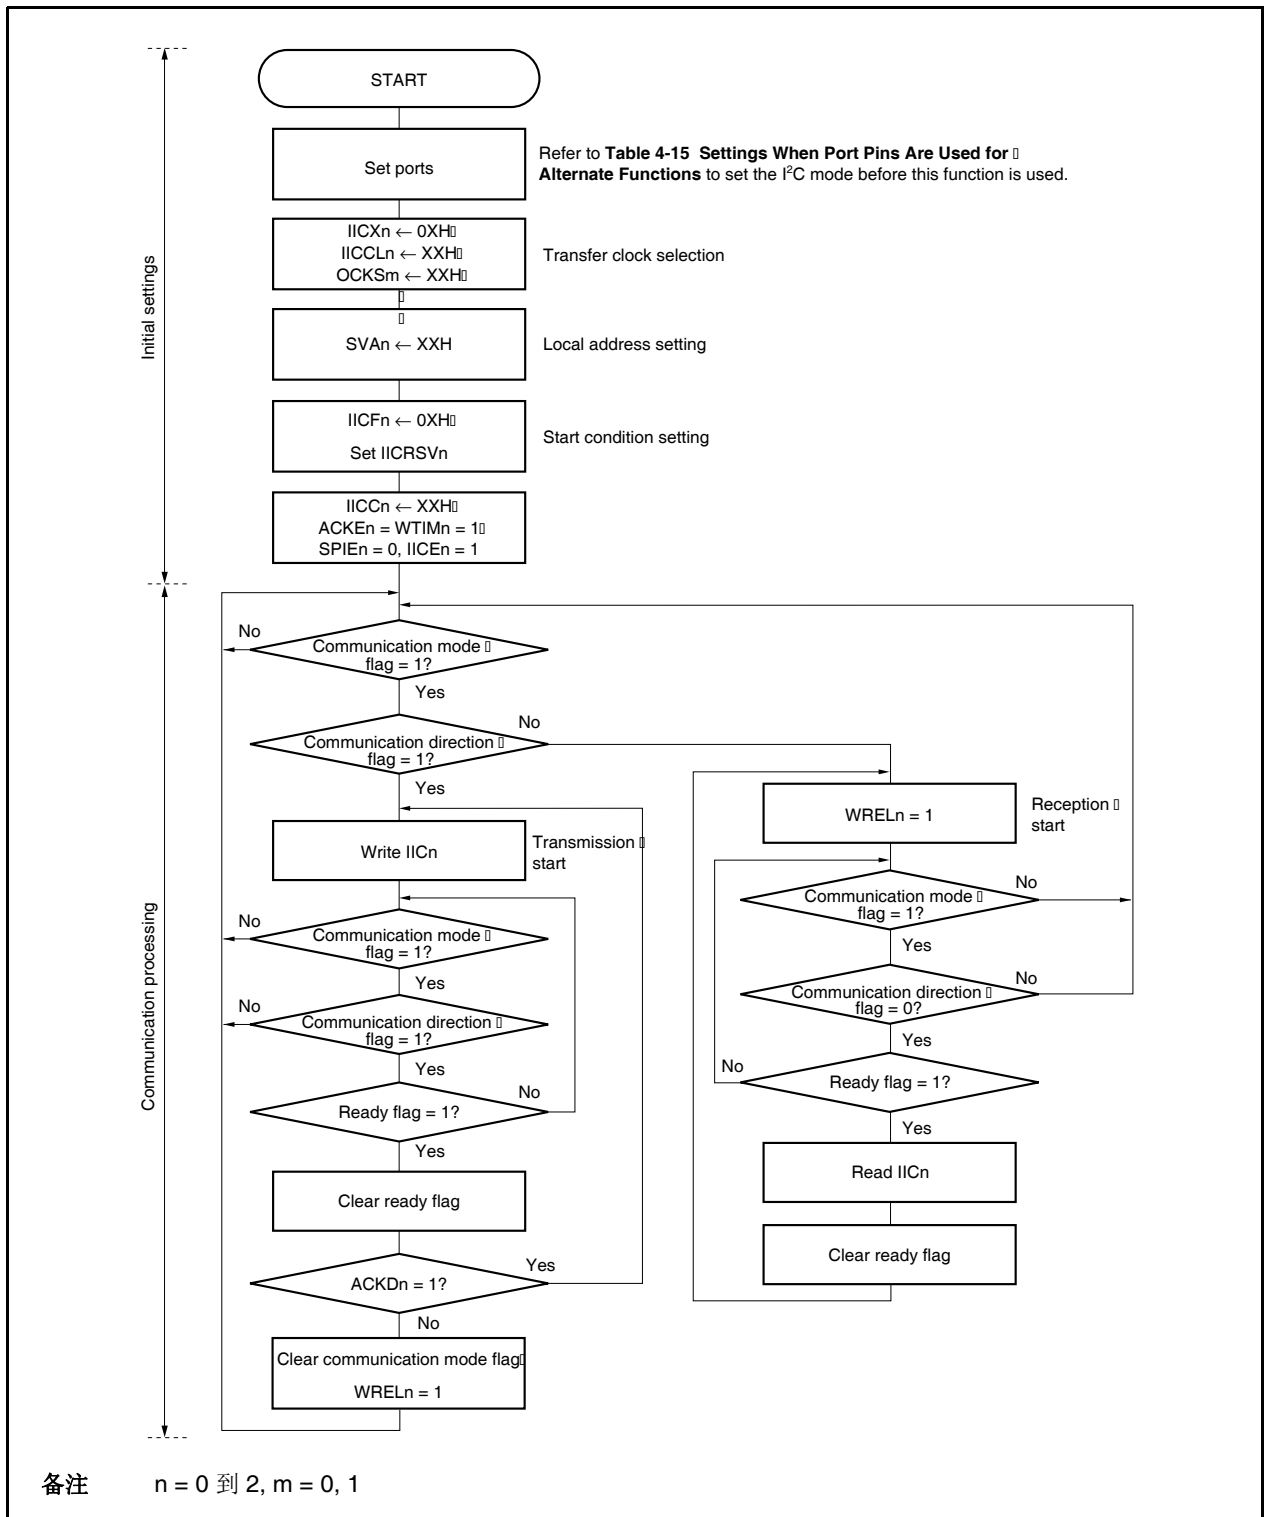 START
Set ports
Refer to Table 4-15 Settings When Port Pins Are Used for
Alternate Functions to set the I²C mode before this function is used.
IICXn ← 0XH
IICCLn ← XXH
OCKSm ← XXH
Transfer clock selection
SVAn ← XXH
Local address setting
IICFn ← 0XH
Set IICRSVn
Start condition setting
IICCn ← XXH
ACKEn = WTIMn = 1
SPIEn = 0, IICEn = 1
Initial settings
No
Communication mode
flag = 1?
Yes
No
Communication direction
flag = 1?
Yes
Write IICn
Transmission
start
No
Communication mode
flag = 1?
Yes
No
Communication direction
flag = 1?
Yes
No
Ready flag = 1?
Yes
Clear ready flag
Yes
ACKDn = 1?
No
Clear communication mode flag
WRELn = 1
WRELn = 1
Reception
start
No
Communication mode
flag = 1?
Yes
No
Communication direction
flag = 0?
Yes
No
Ready flag = 1?
Yes
Read IICn
Clear ready flag
Communication processing
备注 n = 0 到 2, m = 0, 1